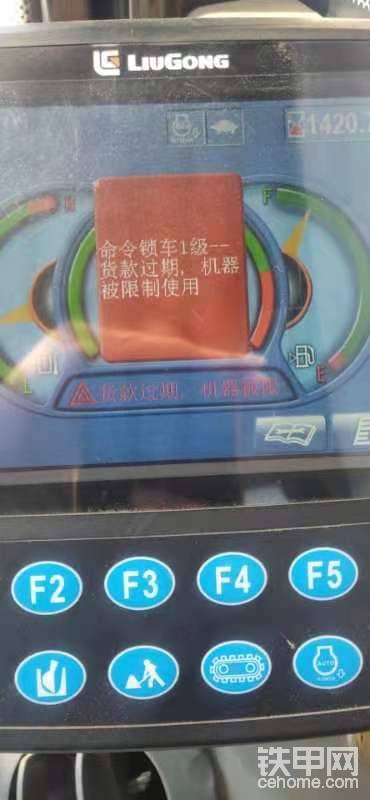 LIUGONG
1420.
H
F
命令锁车1级--
货款过期，机器
被限制使用
L
E
货款过期，机器被限
F2
F3
F4
F5
AUTO
铁甲网
cehome.com